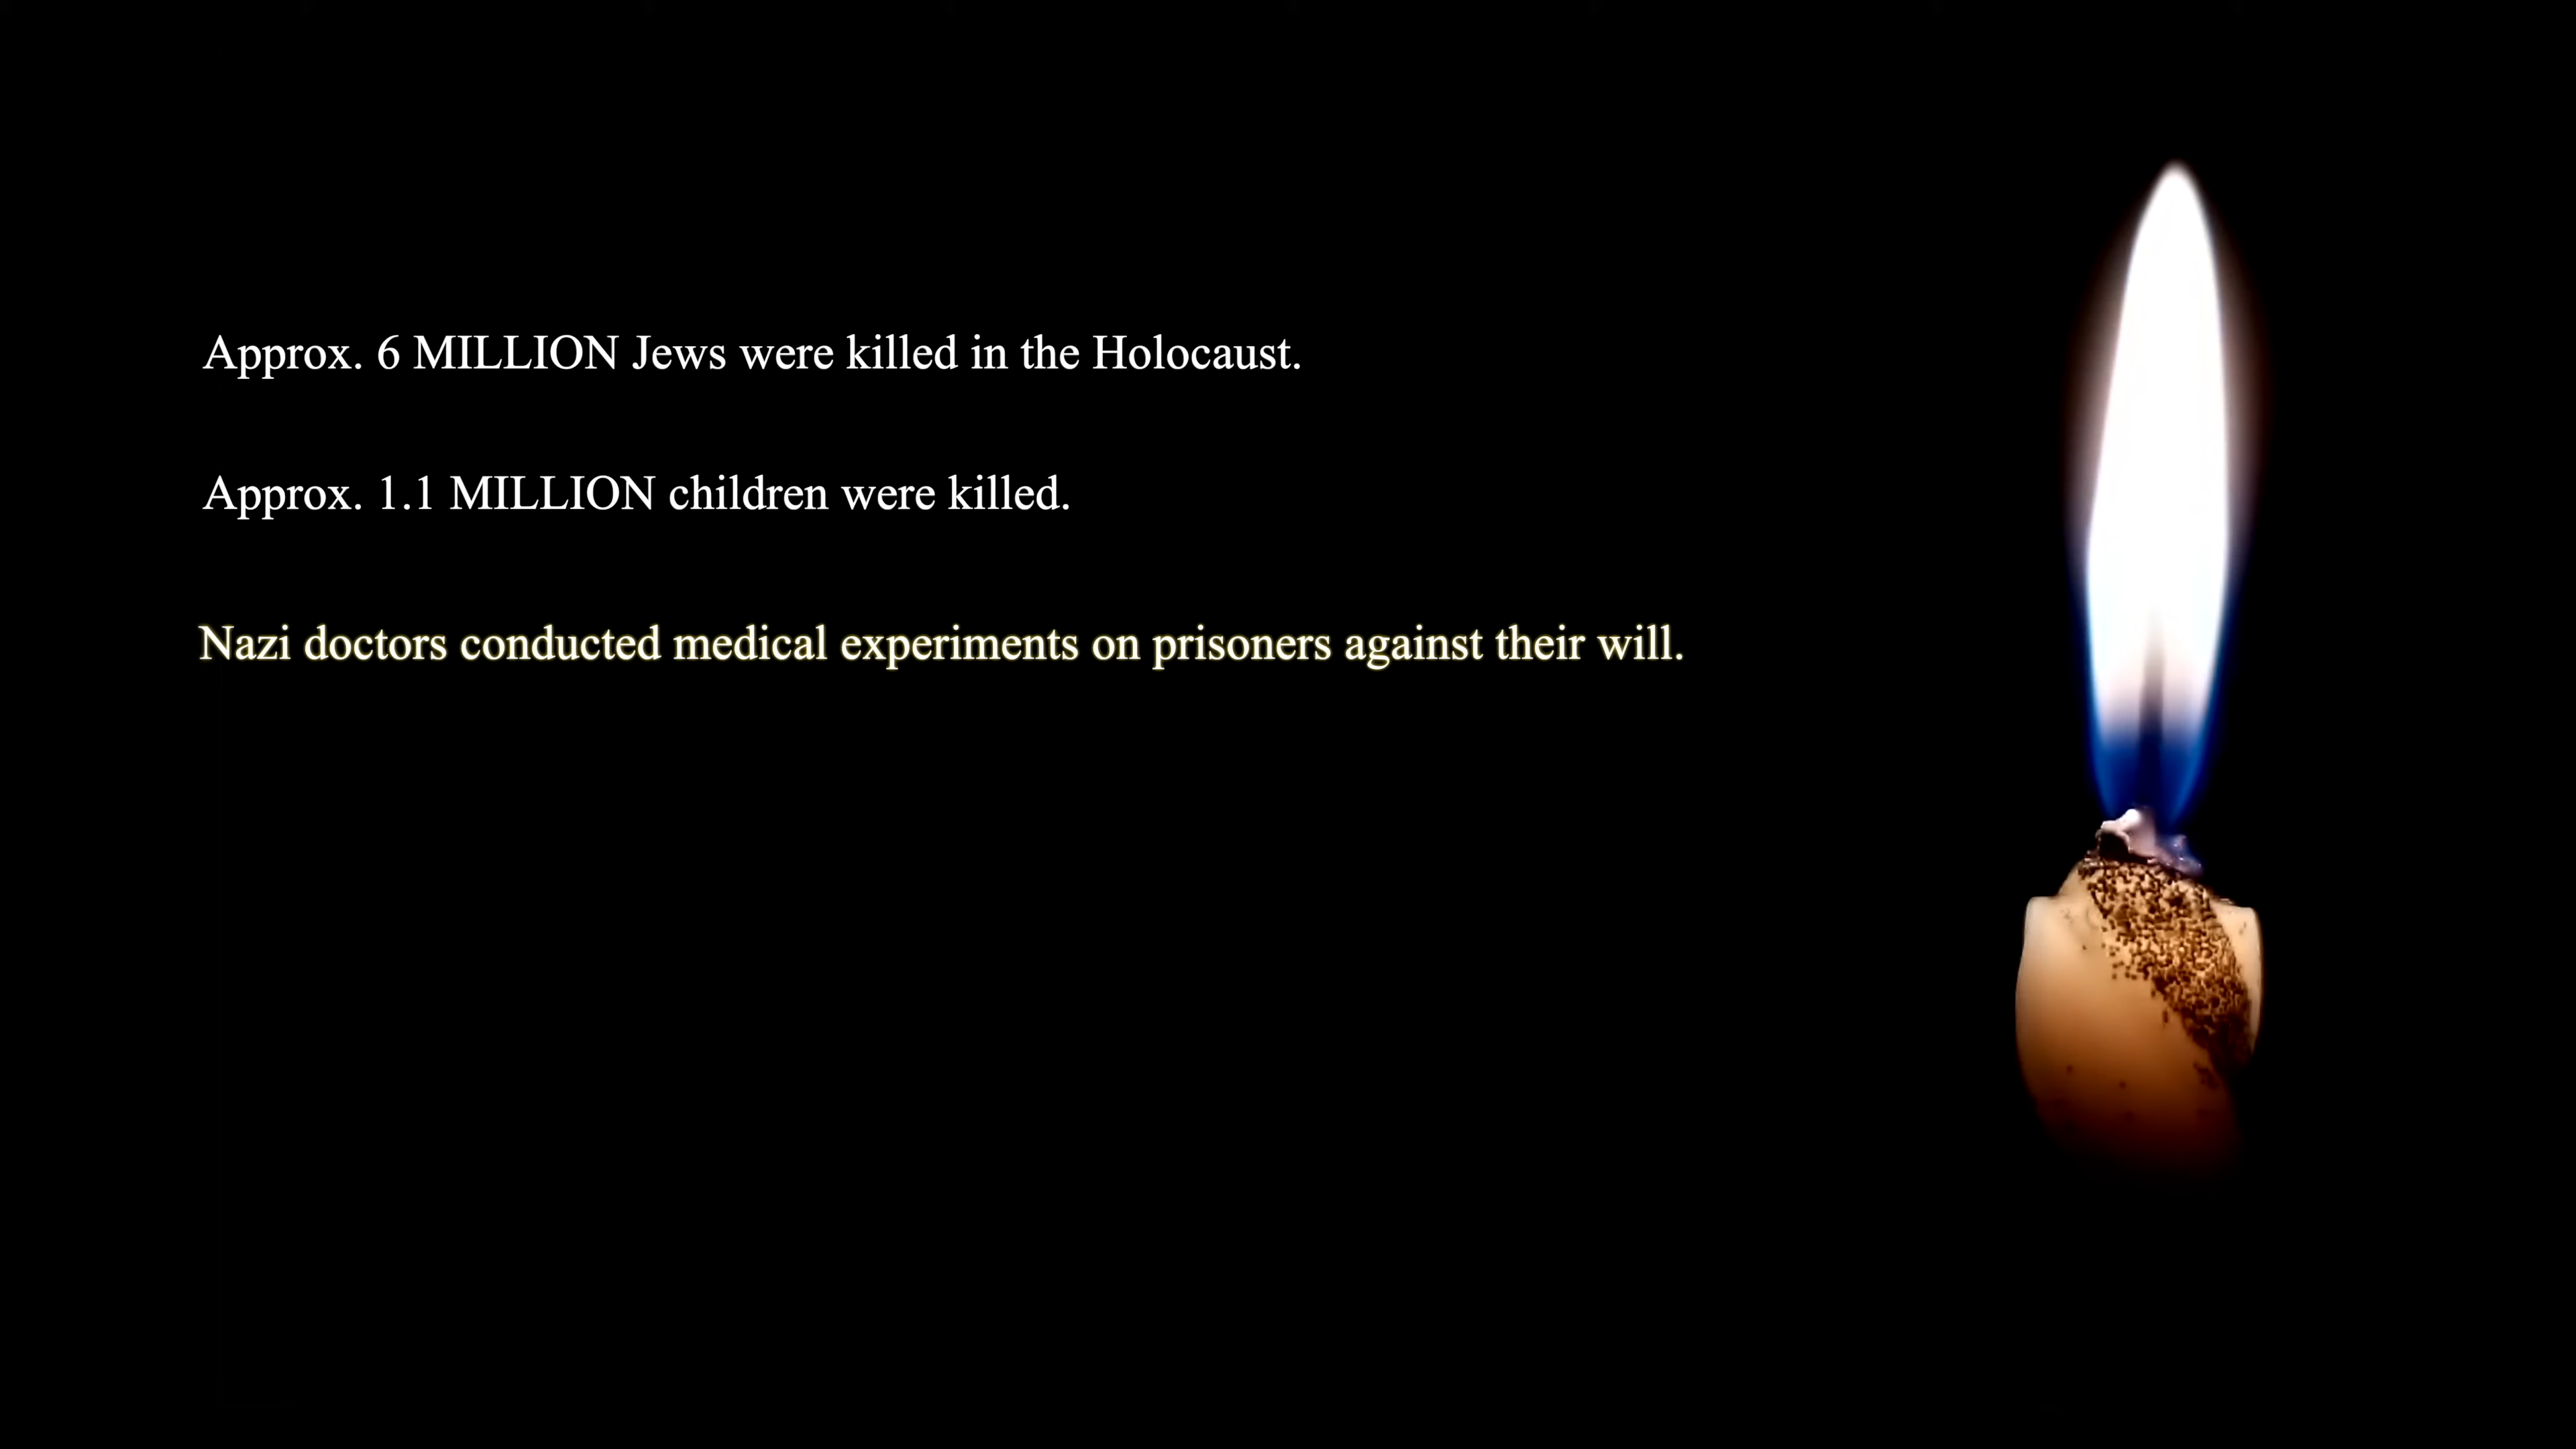 Approx. 6 MILLION Jews were killed in the Holocaust.
Approx. 1.1 MILLION children were killed.
Nazi doctors conducted medical experiments on prisoners against their will.